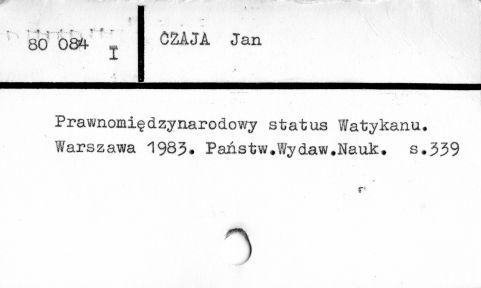 80 084 I
CZAJA Jan
Prawnomiędzynarodowy status Watykanu.
Warszawa 1983. Państw.Wydaw.Nauk. s.339